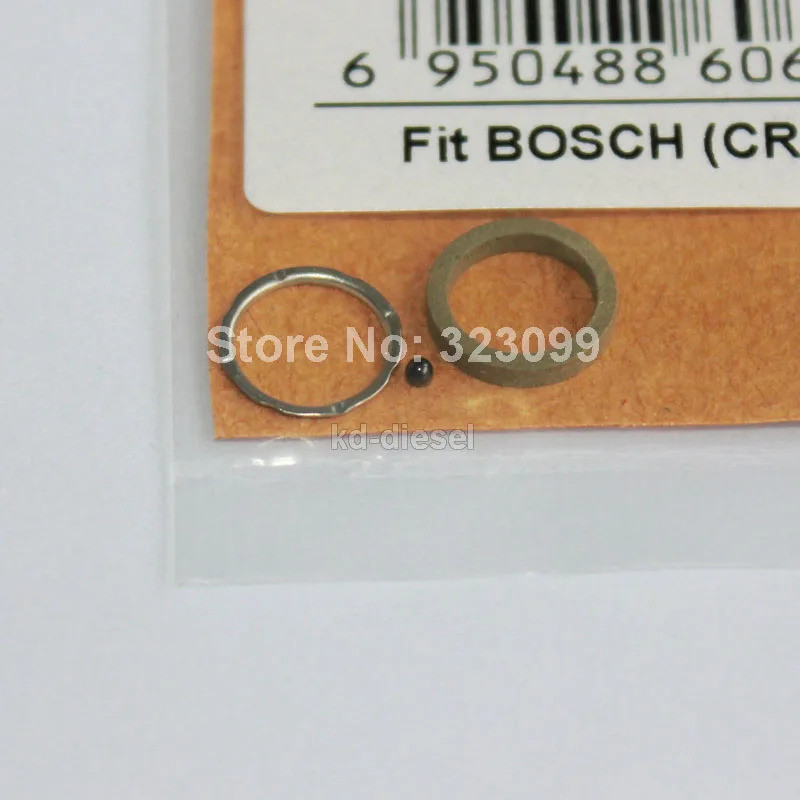 6 950488 606
Fit BOSCH (CR
Store No: 323099
kd-diesel